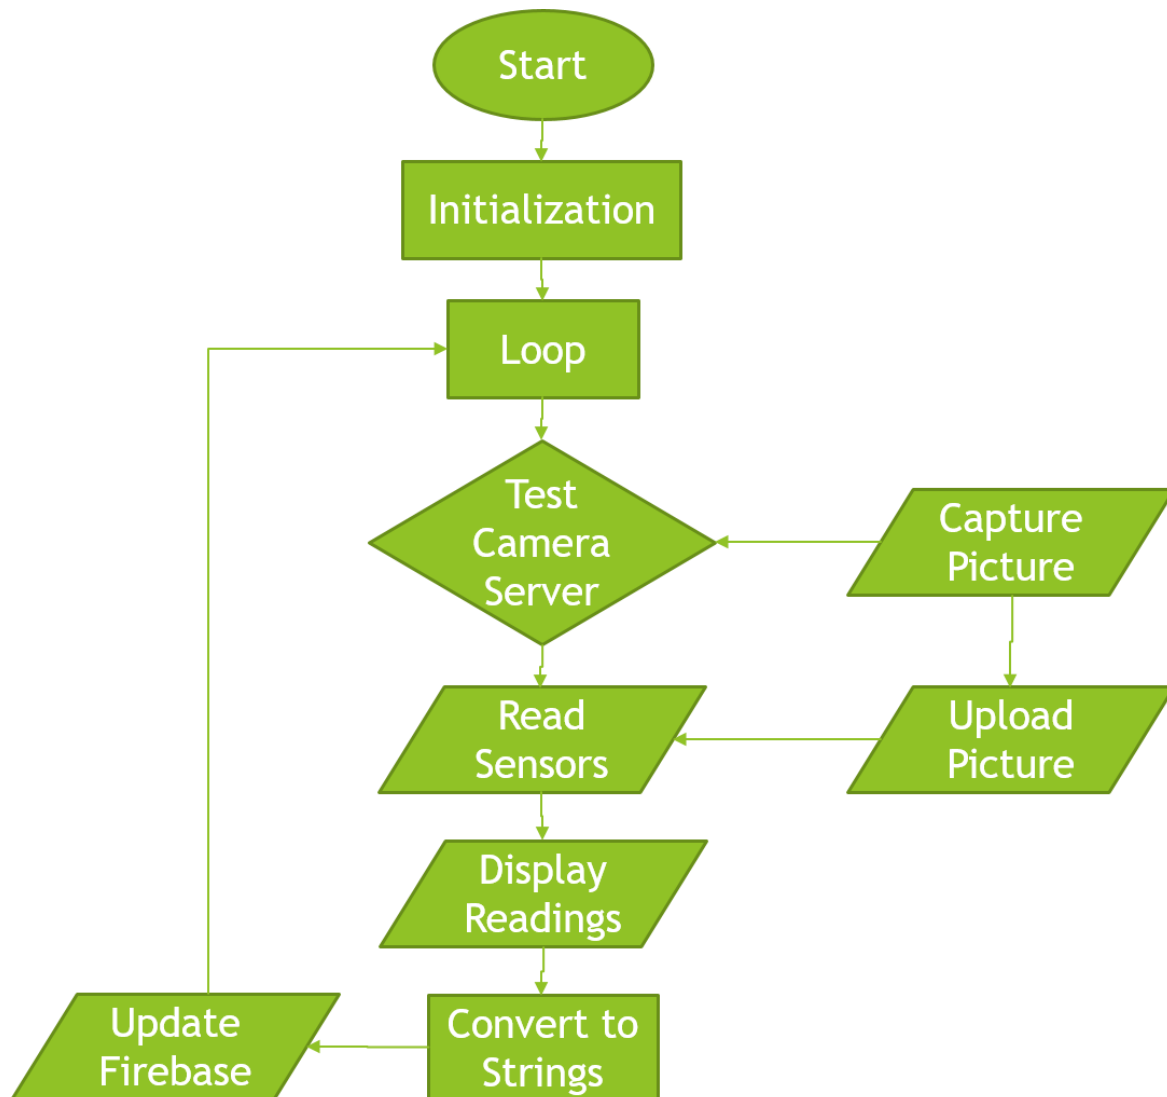 Start
Initialization
Loop
Test
Camera
Server
Capture
Picture
Read
Sensors
Upload
Picture
Display
Readings
Convert to
Strings
Update
Firebase